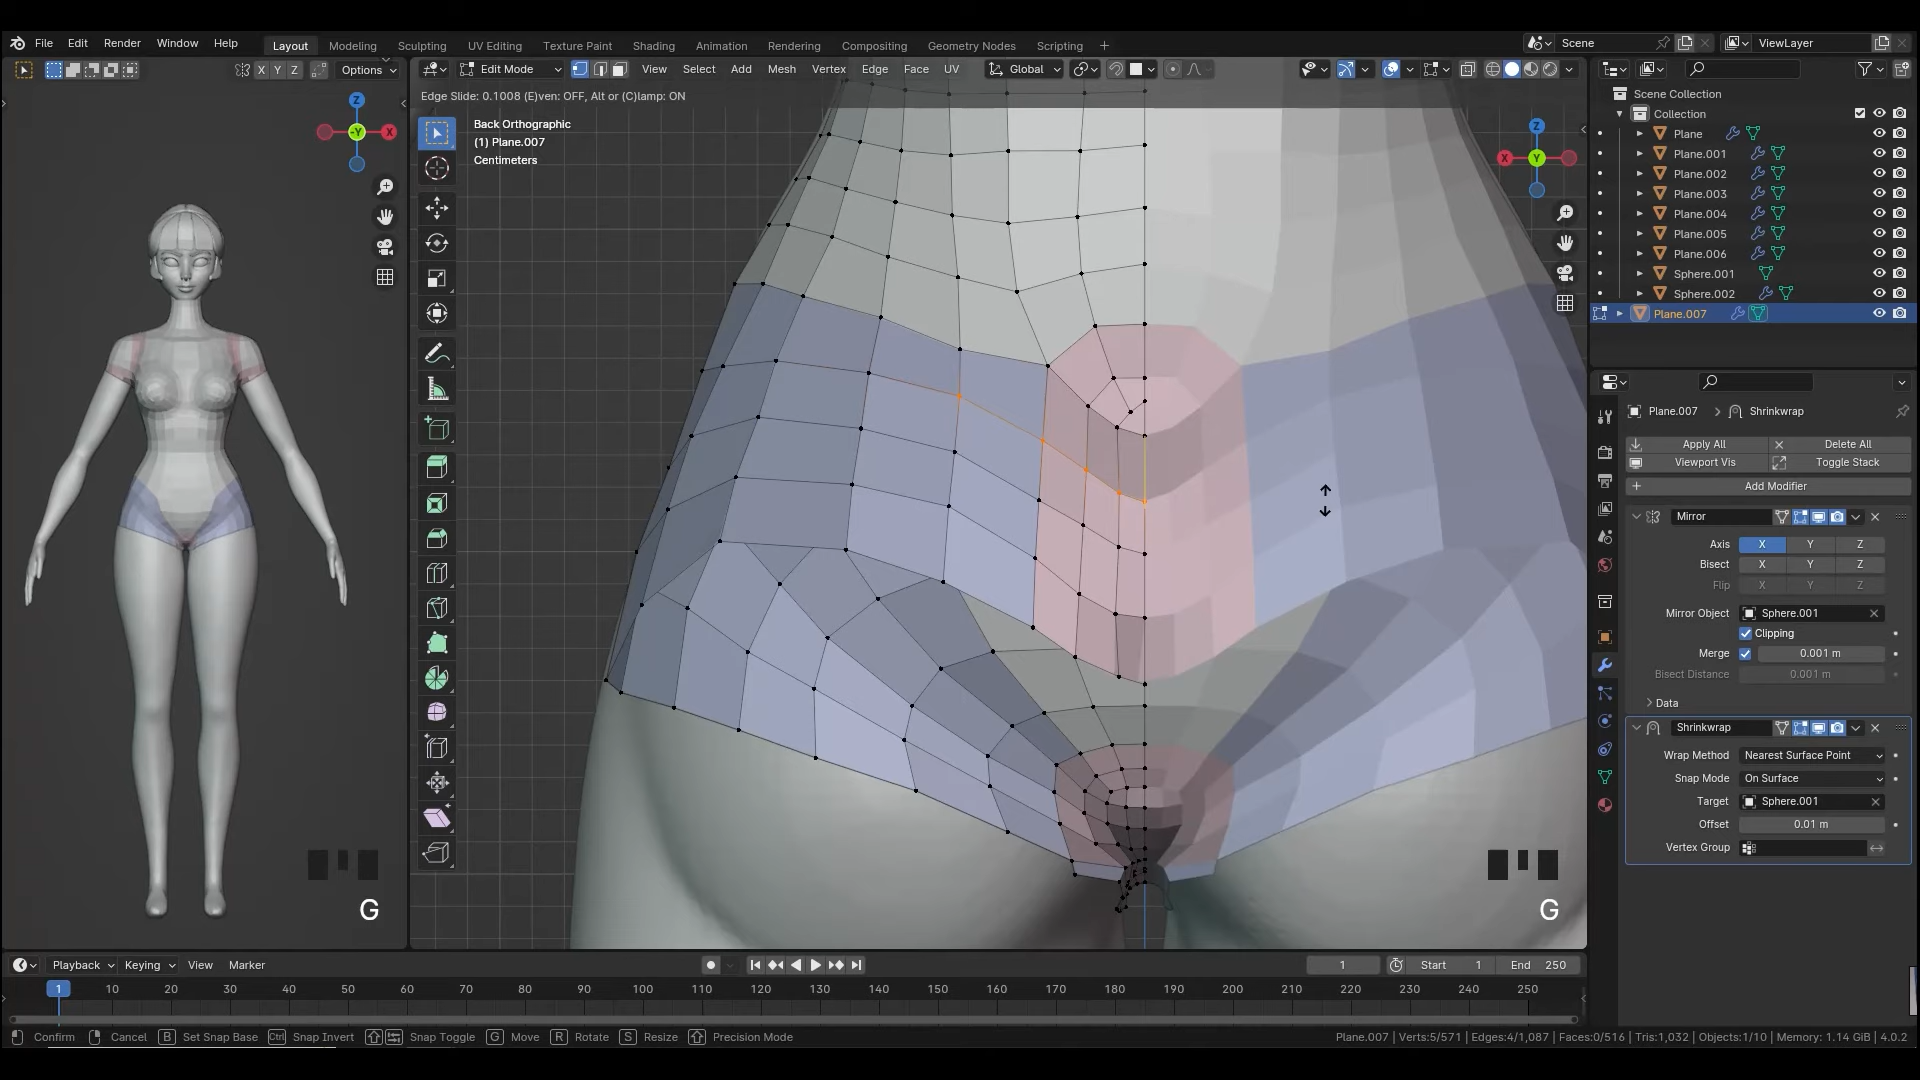 File Edit Render Window Help Layout Modeling Sculpting UV Editing Texture Paint Shading Animation Rendering Compositing Geometry Nodes Scripting + Scene ViewLayer
X Y Z Options Edit Mode View Select Add Mesh Vertex Edge Face UV Global
Edge Slide: 0.1008 (E)ven: OFF, Alt or (C)lamp: ON
Z
-Y X
Back Orthographic
(1) Plane.007
Centimeters
Z
X Y
G
G
Scene Collection
Collection
Plane
Plane.001
Plane.002
Plane.003
Plane.004
Plane.005
Plane.006
Sphere.001
Sphere.002
Plane.007
Plane.007 > Shrinkwrap
Apply All Delete All
Viewport Vis Toggle Stack
+ Add Modifier
Mirror
Axis X Y Z
Bisect X Y Z
Flip X Y Z
Mirror Object Sphere.001
Clipping
Merge 0.001 m
Bisect Distance 0.001 m
Data
Shrinkwrap
Wrap Method Nearest Surface Point
Snap Mode On Surface
Target Sphere.001
Offset 0.01 m
Vertex Group
Playback Keying View Marker 1 Start 1 End 250
1 10 20 30 40 50 60 70 80 90 100 110 120 130 140 150 160 170 180 190 200 210 220 230 240 250
Confirm Cancel B Set Snap Base Ctrl Snap Invert Snap Toggle G Move R Rotate S Resize Precision Mode Plane.007 | Verts:5/571 | Edges:4/1,087 | Faces:0/516 | Tris:1,032 | Objects:1/10 | Memory: 1.14 GiB | 4.0.2